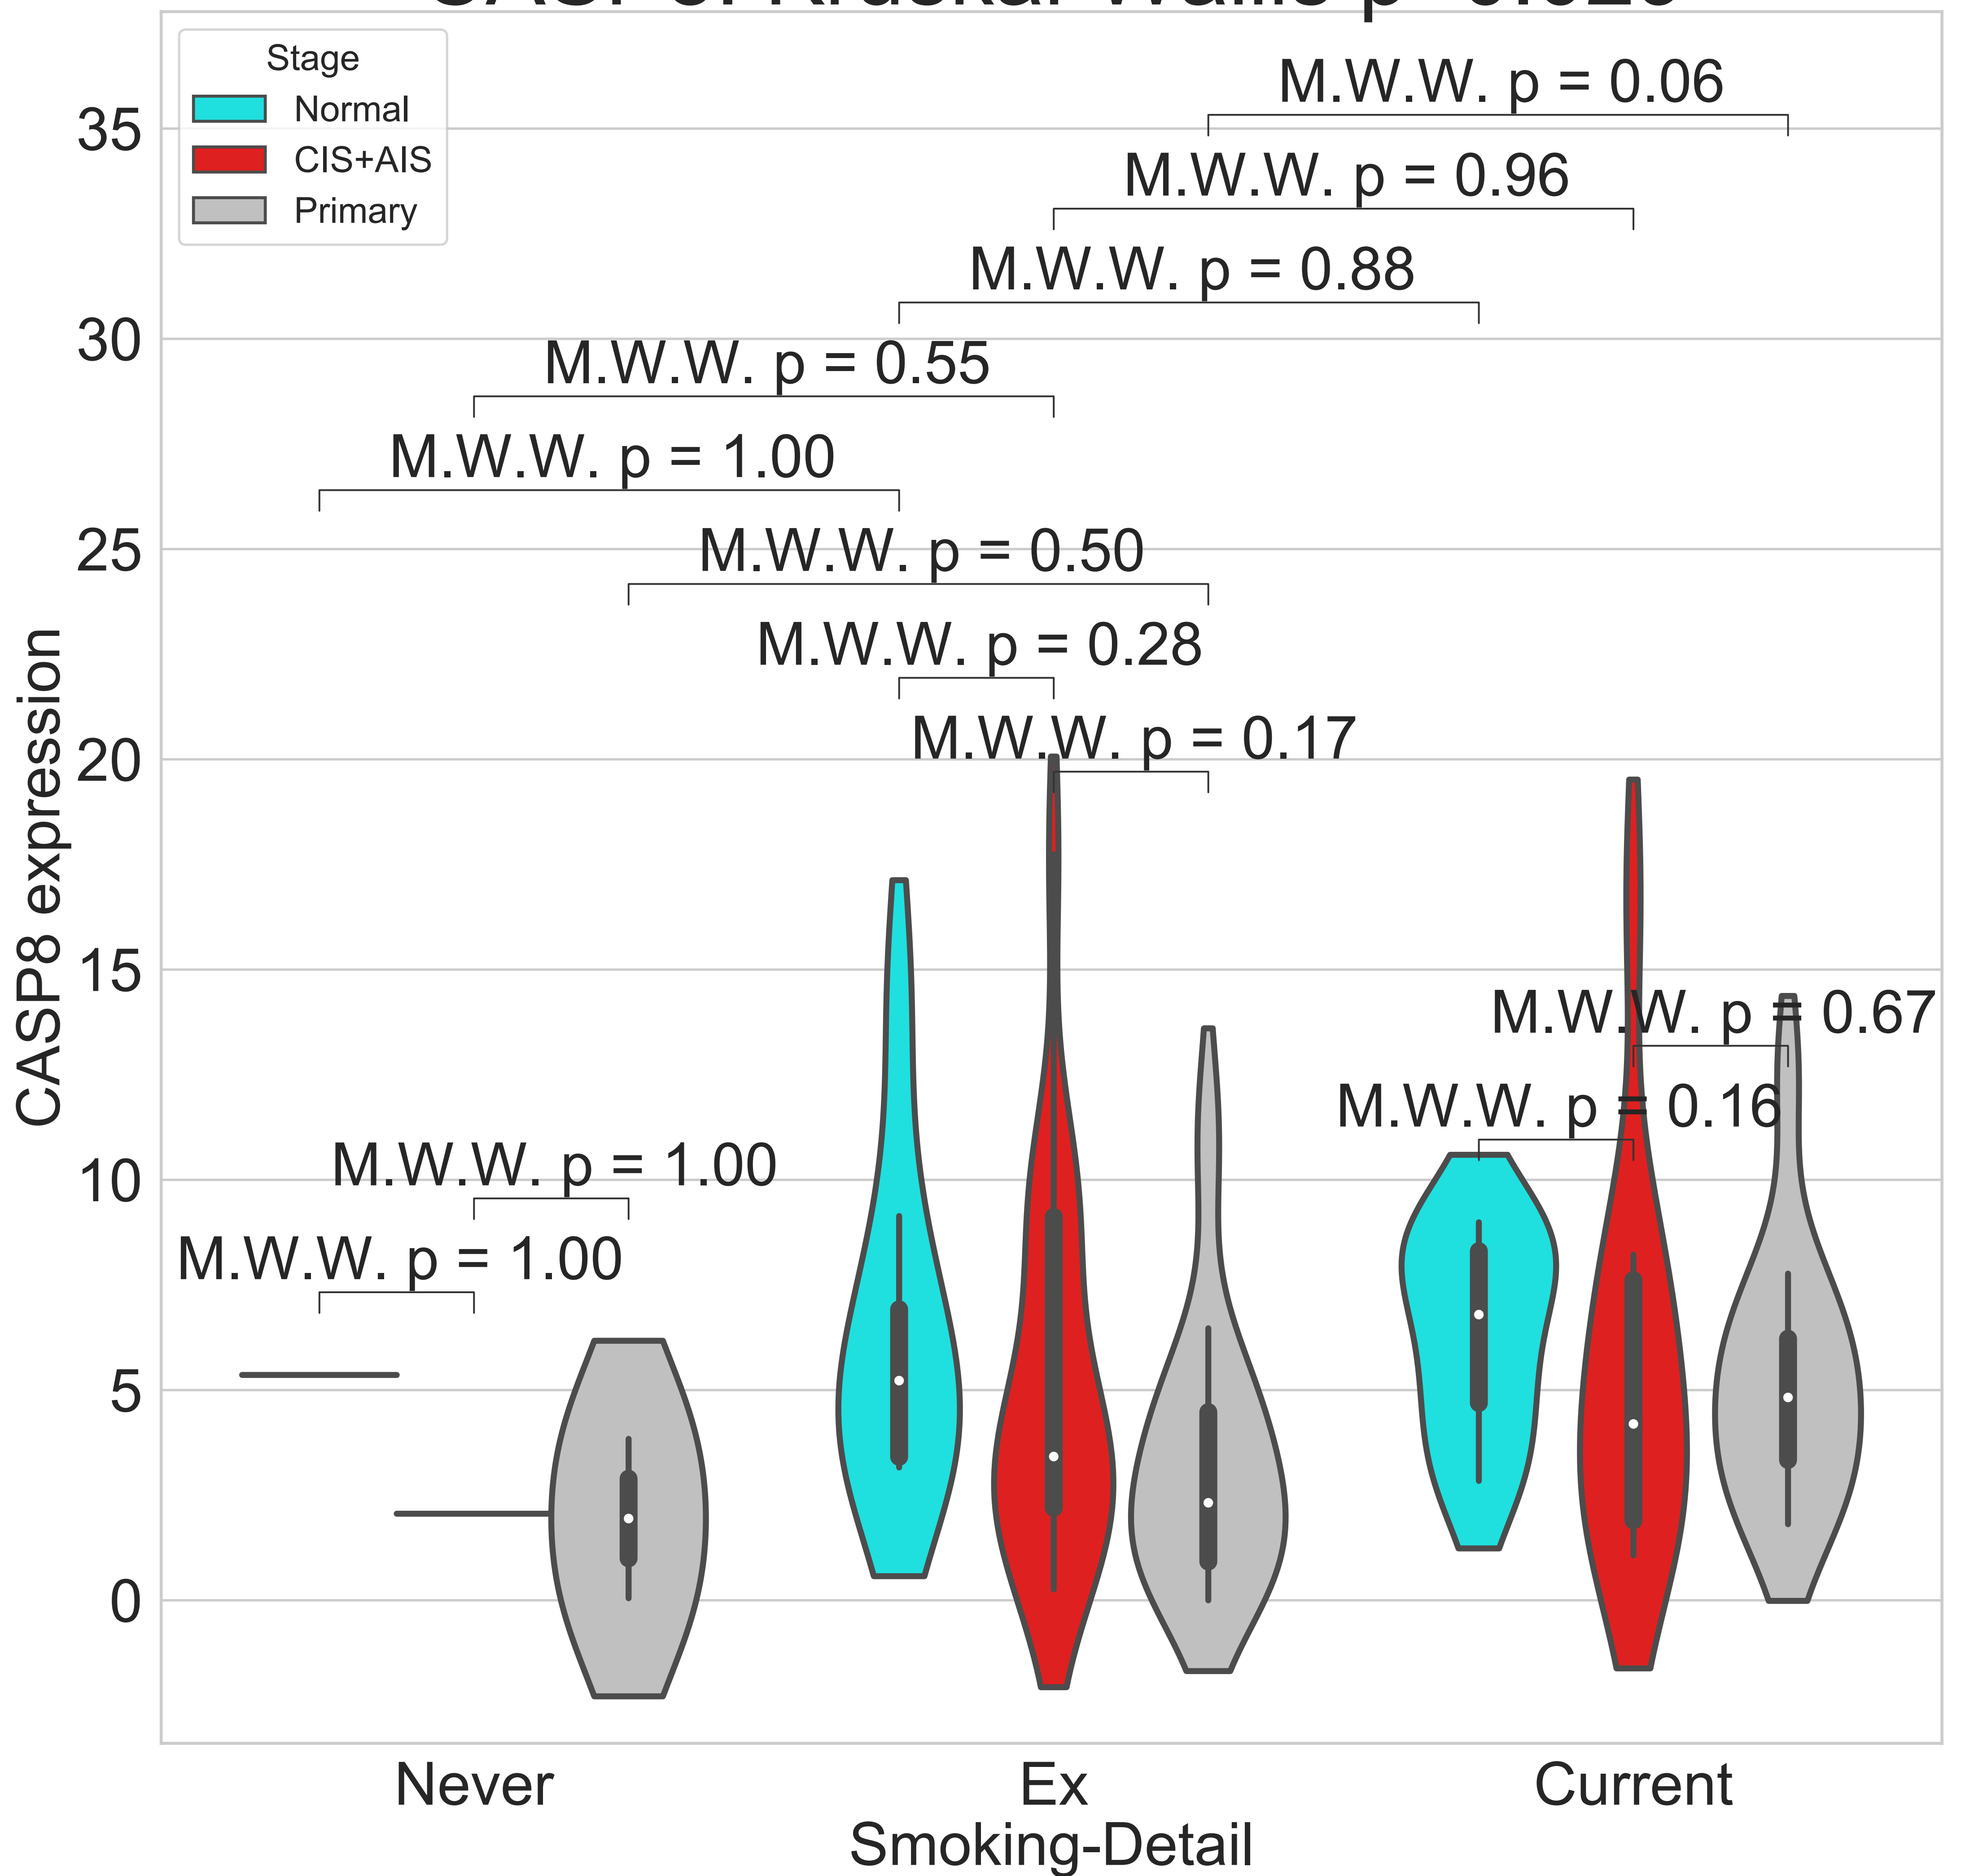 Stage
Normal
CIS+AIS
Primary
M.W.W. p = 0.06
M.W.W. p = 0.96
M.W.W. p = 0.88
M.W.W. p = 0.55
M.W.W. p = 1.00
M.W.W. p = 0.50
M.W.W. p = 0.28
M.W.W. p = 0.17
M.W.W. p = 0.67
M.W.W. p = 0.16
M.W.W. p = 1.00
M.W.W. p = 1.00
35
30
25
20
15
10
5
0
CASP8 expression
Never
Ex
Current
Smoking-Detail